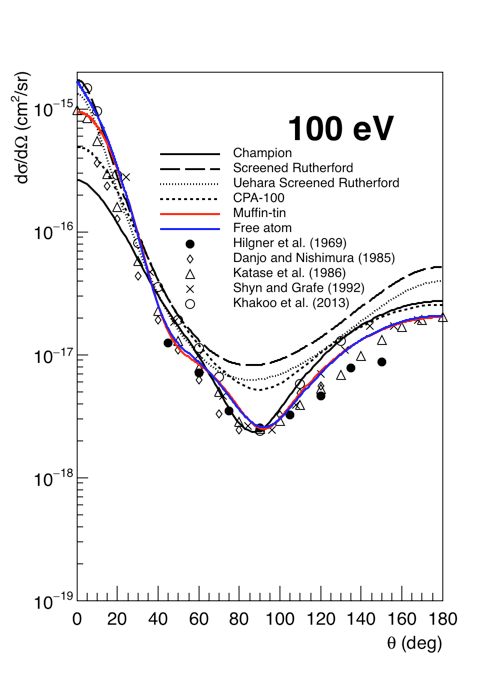 dσ/dΩ (cm²/sr)
10⁻¹⁵
10⁻¹⁶
10⁻¹⁷
10⁻¹⁸
10⁻¹⁹
100 eV
Champion
Screened Rutherford
Uehara Screened Rutherford
CPA-100
Muffin-tin
Free atom
Hilgner et al. (1969)
Danjo and Nishimura (1985)
Katase et al. (1986)
Shyn and Grafe (1992)
Khakoo et al. (2013)
0 20 40 60 80 100 120 140 160 180
θ (deg)